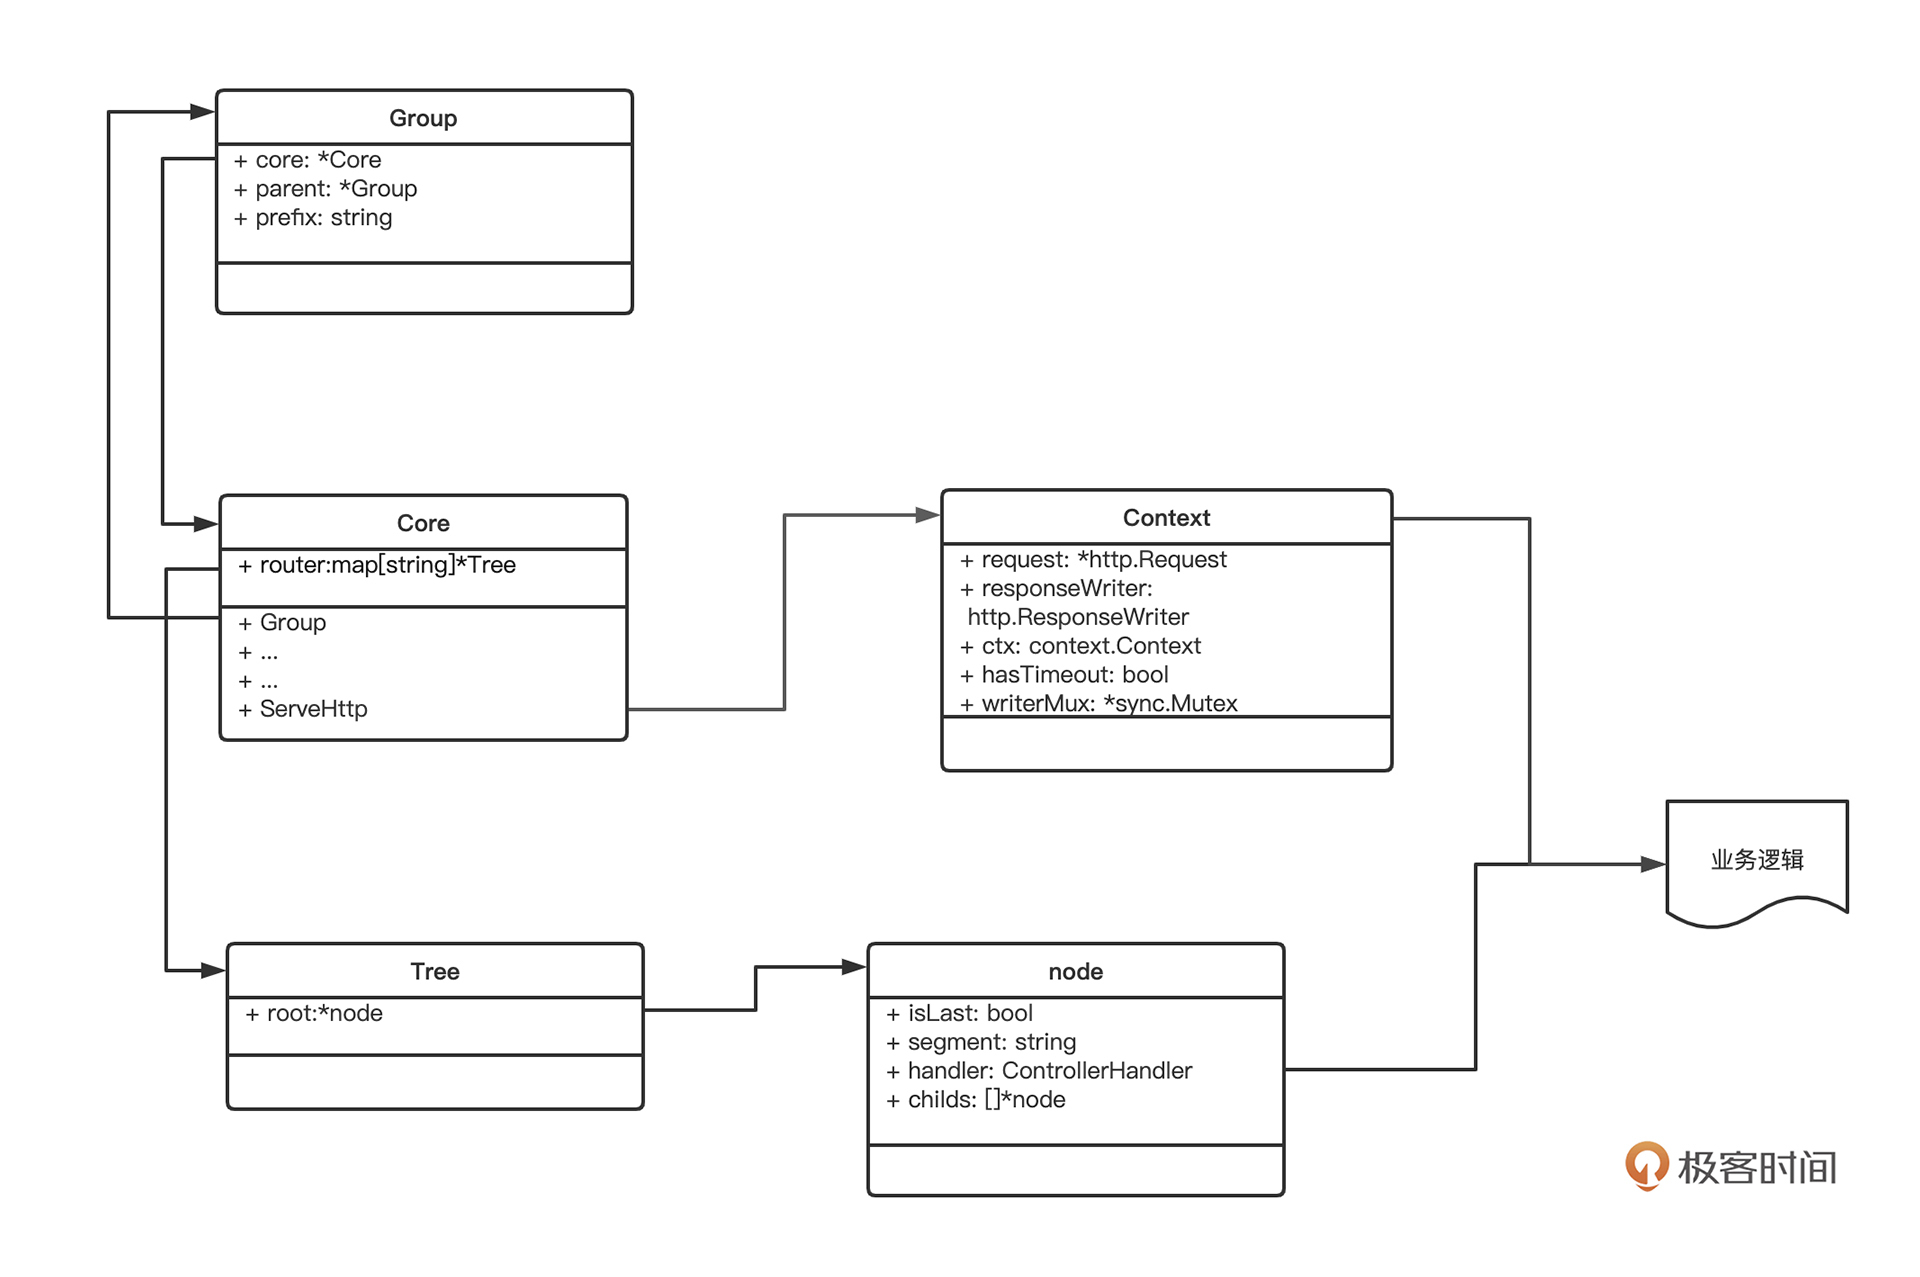 Group
+ core: *Core
+ parent: *Group
+ prefix: string
Core
+ router:map[string]*Tree
+ Group
+ ...
+ ...
+ ServeHttp
Context
+ request: *http.Request
+ responseWriter:
http.ResponseWriter
+ ctx: context.Context
+ hasTimeout: bool
+ writerMux: *sync.Mutex
业务逻辑
Tree
+ root:*node
node
+ isLast: bool
+ segment: string
+ handler: ControllerHandler
+ childs: []*node
极客时间